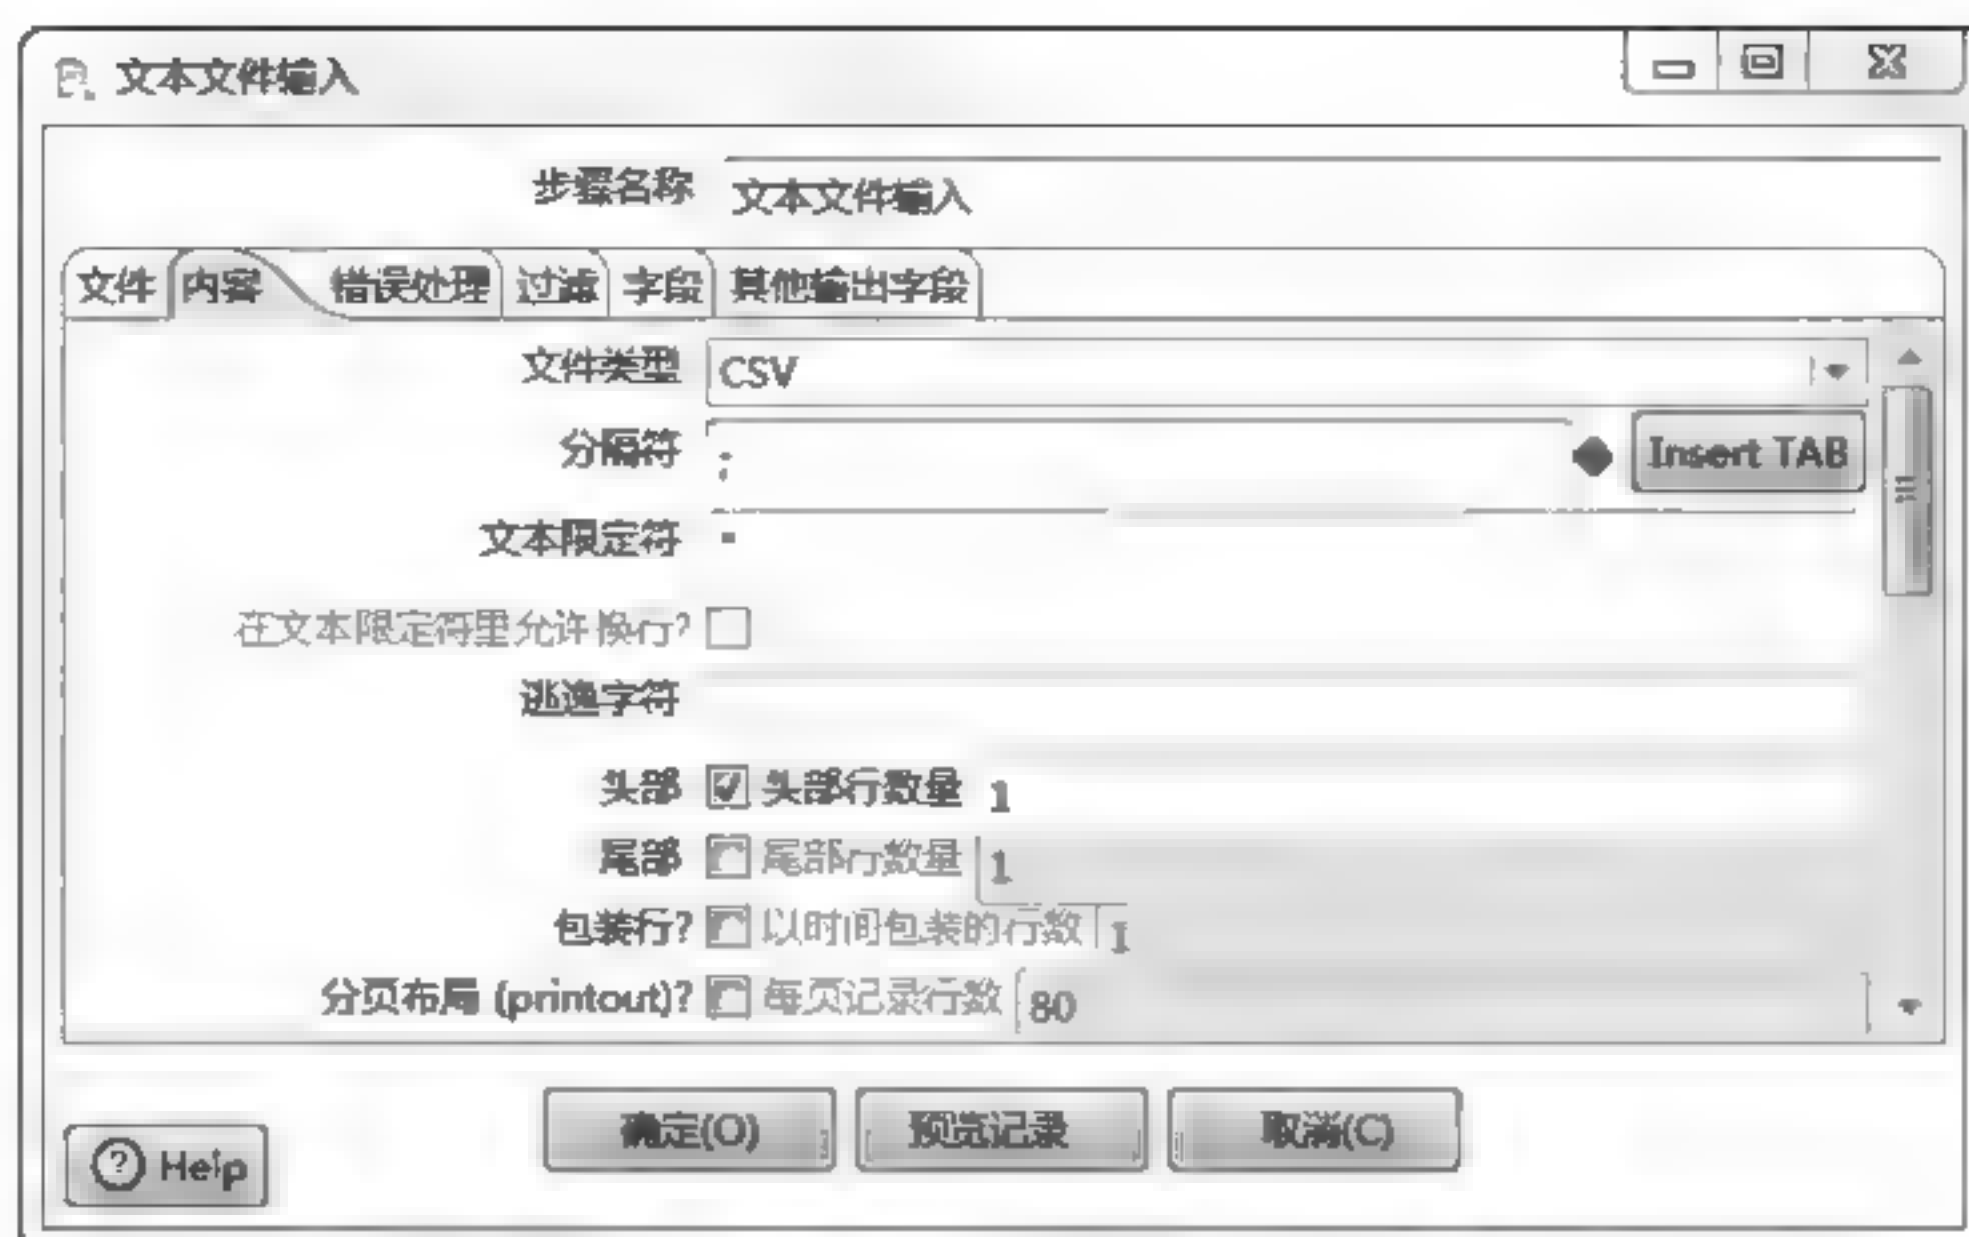 文本文件输入
步骤名称 文本文件输入
文件 内容 错误处理 过滤 字段 其他输出字段
文件类型 CSV
分隔符 ; Insert TAB
文本限定符 "
在文本限定符里允许换行?
逃逸字符
头部 头部行数量 1
尾部 尾部行数量 1
包装行? 以时间包装的行数 1
分页布局 (printout)? 每页记录行数 80
确定(O) 预览记录 取消(C)
Help